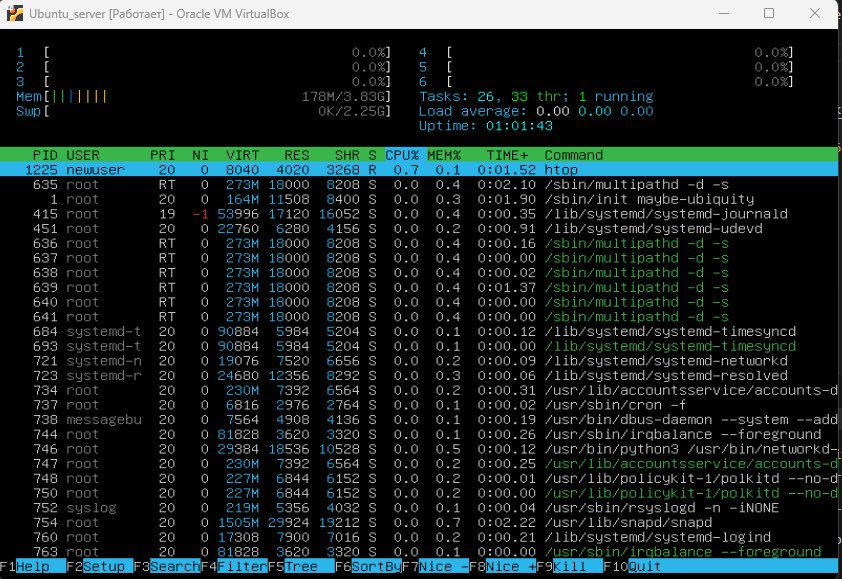 Ubuntu_server [Работает] - Oracle VM VirtualBox
1 [ 0.0%] 4 [ 0.0%]
2 [ 0.0%] 5 [ 0.0%]
3 [ 0.0%] 6 [ 0.0%]
Mem[||||||| 178M/3.83G] Tasks: 26, 33 thr; 1 running
Swp[ 0K/2.25G] Load average: 0.00 0.00 0.00
Uptime: 01:01:43
PID USER PRI NI VIRT RES SHR S CPU% MEM% TIME+ Command
1225 newuser 20 0 8040 4020 3268 R 0.7 0.1 0:01.52 htop
635 root RT 0 273M 18000 8208 S 0.0 0.4 0:02.10 /sbin/multipathd -d -s
1 root 20 0 164M 11508 8400 S 0.0 0.3 0:01.90 /sbin/init maybe-ubiquity
415 root 19 -1 53996 17120 16052 S 0.0 0.4 0:00.35 /lib/systemd/systemd-journald
451 root 20 0 22760 6280 4156 S 0.0 0.2 0:00.91 /lib/systemd/systemd-udevd
636 root RT 0 273M 18000 8208 S 0.0 0.4 0:00.16 /sbin/multipathd -d -s
637 root RT 0 273M 18000 8208 S 0.0 0.4 0:00.00 /sbin/multipathd -d -s
638 root RT 0 273M 18000 8208 S 0.0 0.4 0:00.02 /sbin/multipathd -d -s
639 root RT 0 273M 18000 8208 S 0.0 0.4 0:01.37 /sbin/multipathd -d -s
640 root RT 0 273M 18000 8208 S 0.0 0.4 0:00.00 /sbin/multipathd -d -s
641 root RT 0 273M 18000 8208 S 0.0 0.4 0:00.00 /sbin/multipathd -d -s
684 systemd-t 20 0 90884 5984 5204 S 0.0 0.1 0:00.12 /lib/systemd/systemd-timesyncd
693 systemd-t 20 0 90884 5984 5204 S 0.0 0.1 0:00.00 /lib/systemd/systemd-timesyncd
721 systemd-n 20 0 19076 7520 6656 S 0.0 0.2 0:00.09 /lib/systemd/systemd-networkd
723 systemd-r 20 0 24680 12356 8292 S 0.0 0.3 0:00.06 /lib/systemd/systemd-resolved
734 root 20 0 230M 7392 6564 S 0.0 0.2 0:00.31 /usr/lib/accountsservice/accounts-d
737 root 20 0 6816 2976 2764 S 0.0 0.1 0:00.02 /usr/sbin/cron -f
738 messagebu 20 0 7564 4908 4136 S 0.0 0.1 0:00.19 /usr/bin/dbus-daemon --system --add
744 root 20 0 81828 3620 3320 S 0.0 0.1 0:00.26 /usr/sbin/irqbalance --foreground
746 root 20 0 29384 18536 10528 S 0.0 0.5 0:00.12 /usr/bin/python3 /usr/bin/networkd-
747 root 20 0 230M 7392 6564 S 0.0 0.2 0:00.25 /usr/lib/accountsservice/accounts-d
748 root 20 0 227M 6844 6152 S 0.0 0.2 0:00.01 /usr/lib/policykit-1/polkitd --no-d
750 root 20 0 227M 6844 6152 S 0.0 0.2 0:00.00 /usr/lib/policykit-1/polkitd --no-d
752 syslog 20 0 219M 5356 4476 S 0.0 0.1 0:00.04 /usr/sbin/rsyslogd -n -iNONE
754 root 20 0 1505M 29924 19212 S 0.0 0.7 0:02.22 /usr/lib/snapd/snapd
760 root 20 0 17308 7900 7016 S 0.0 0.2 0:00.21 /lib/systemd/systemd-logind
763 root 20 0 81828 3620 3320 S 0.0 0.1 0:00.00 /usr/sbin/irqbalance --foreground
F1Help F2Setup F3Search F4Filter F5Tree F6SortBy F7Nice - F8Nice + F9Kill F10Quit